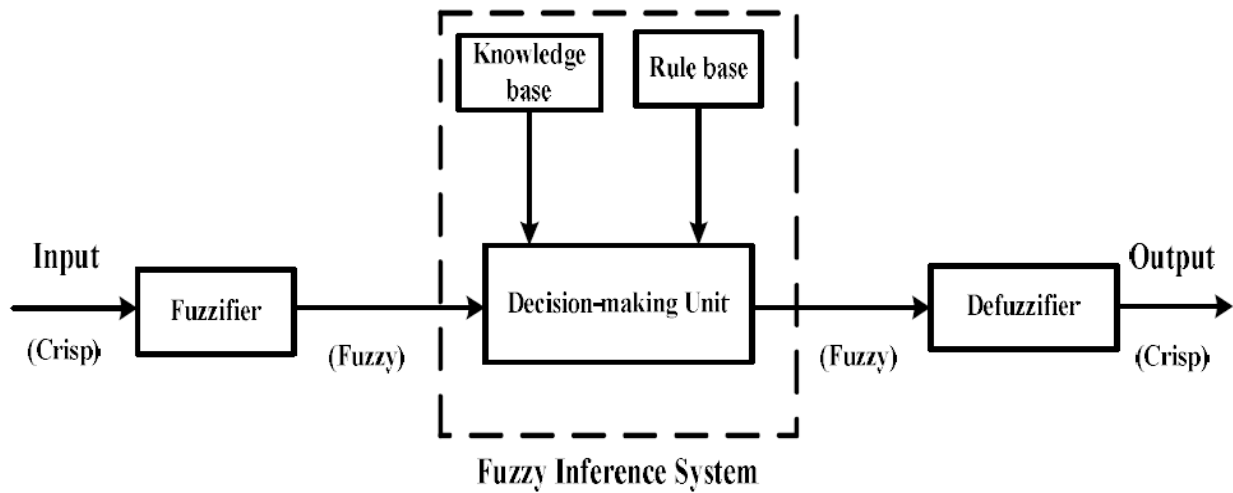 Knowledge
base
Rule base
Input
Output
Fuzzifier
Decision-making Unit
Defuzzifier
(Crisp)
(Fuzzy)
(Fuzzy)
(Crisp)
Fuzzy Inference System